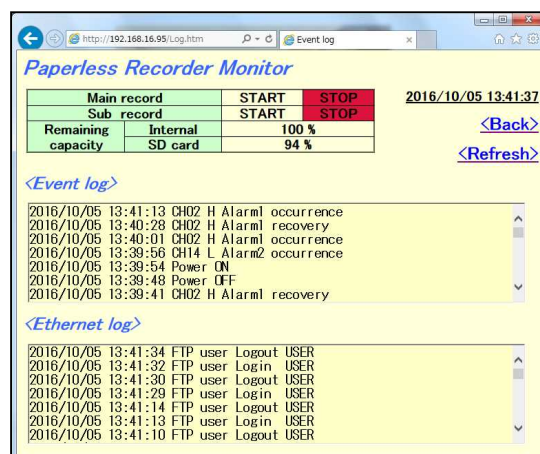 http://192.168.16.95/Log.htm
Event log
Paperless Recorder Monitor
Main record START STOP
Sub record START STOP
2016/10/05 13:41:37
Remaining capacity Internal 100 %
SD card 94 %
<Back>
<Refresh>
<Event log>
2016/10/05 13:41:13 CH02 H Alarm1 occurrence
2016/10/05 13:40:28 CH02 H Alarm1 recovery
2016/10/05 13:40:01 CH02 H Alarm1 occurrence
2016/10/05 13:39:56 CH14 L Alarm2 occurrence
2016/10/05 13:39:54 Power ON
2016/10/05 13:39:48 Power OFF
2016/10/05 13:39:41 CH02 H Alarm1 recovery
<Ethernet log>
2016/10/05 13:41:34 FTP user Logout USER
2016/10/05 13:41:32 FTP user Login USER
2016/10/05 13:41:30 FTP user Logout USER
2016/10/05 13:41:29 FTP user Login USER
2016/10/05 13:41:14 FTP user Logout USER
2016/10/05 13:41:13 FTP user Login USER
2016/10/05 13:41:10 FTP user Logout USER